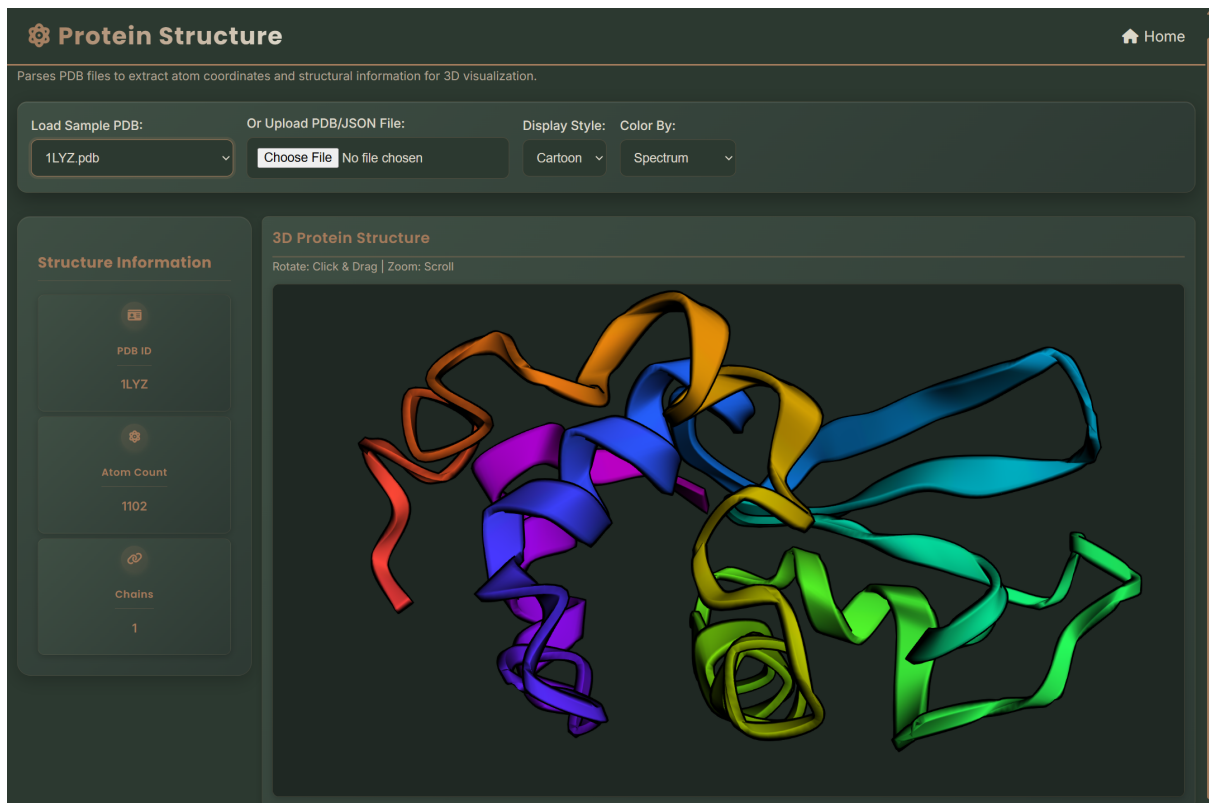 Protein Structure
Home
Parses PDB files to extract atom coordinates and structural information for 3D visualization.
Load Sample PDB:
Or Upload PDB/JSON File:
Display Style:
Color By:
1LYZ.pdb
Choose File No file chosen
Cartoon
Spectrum
Structure Information
PDB ID
1LYZ
Atom Count
1102
Chains
1
3D Protein Structure
Rotate: Click & Drag | Zoom: Scroll